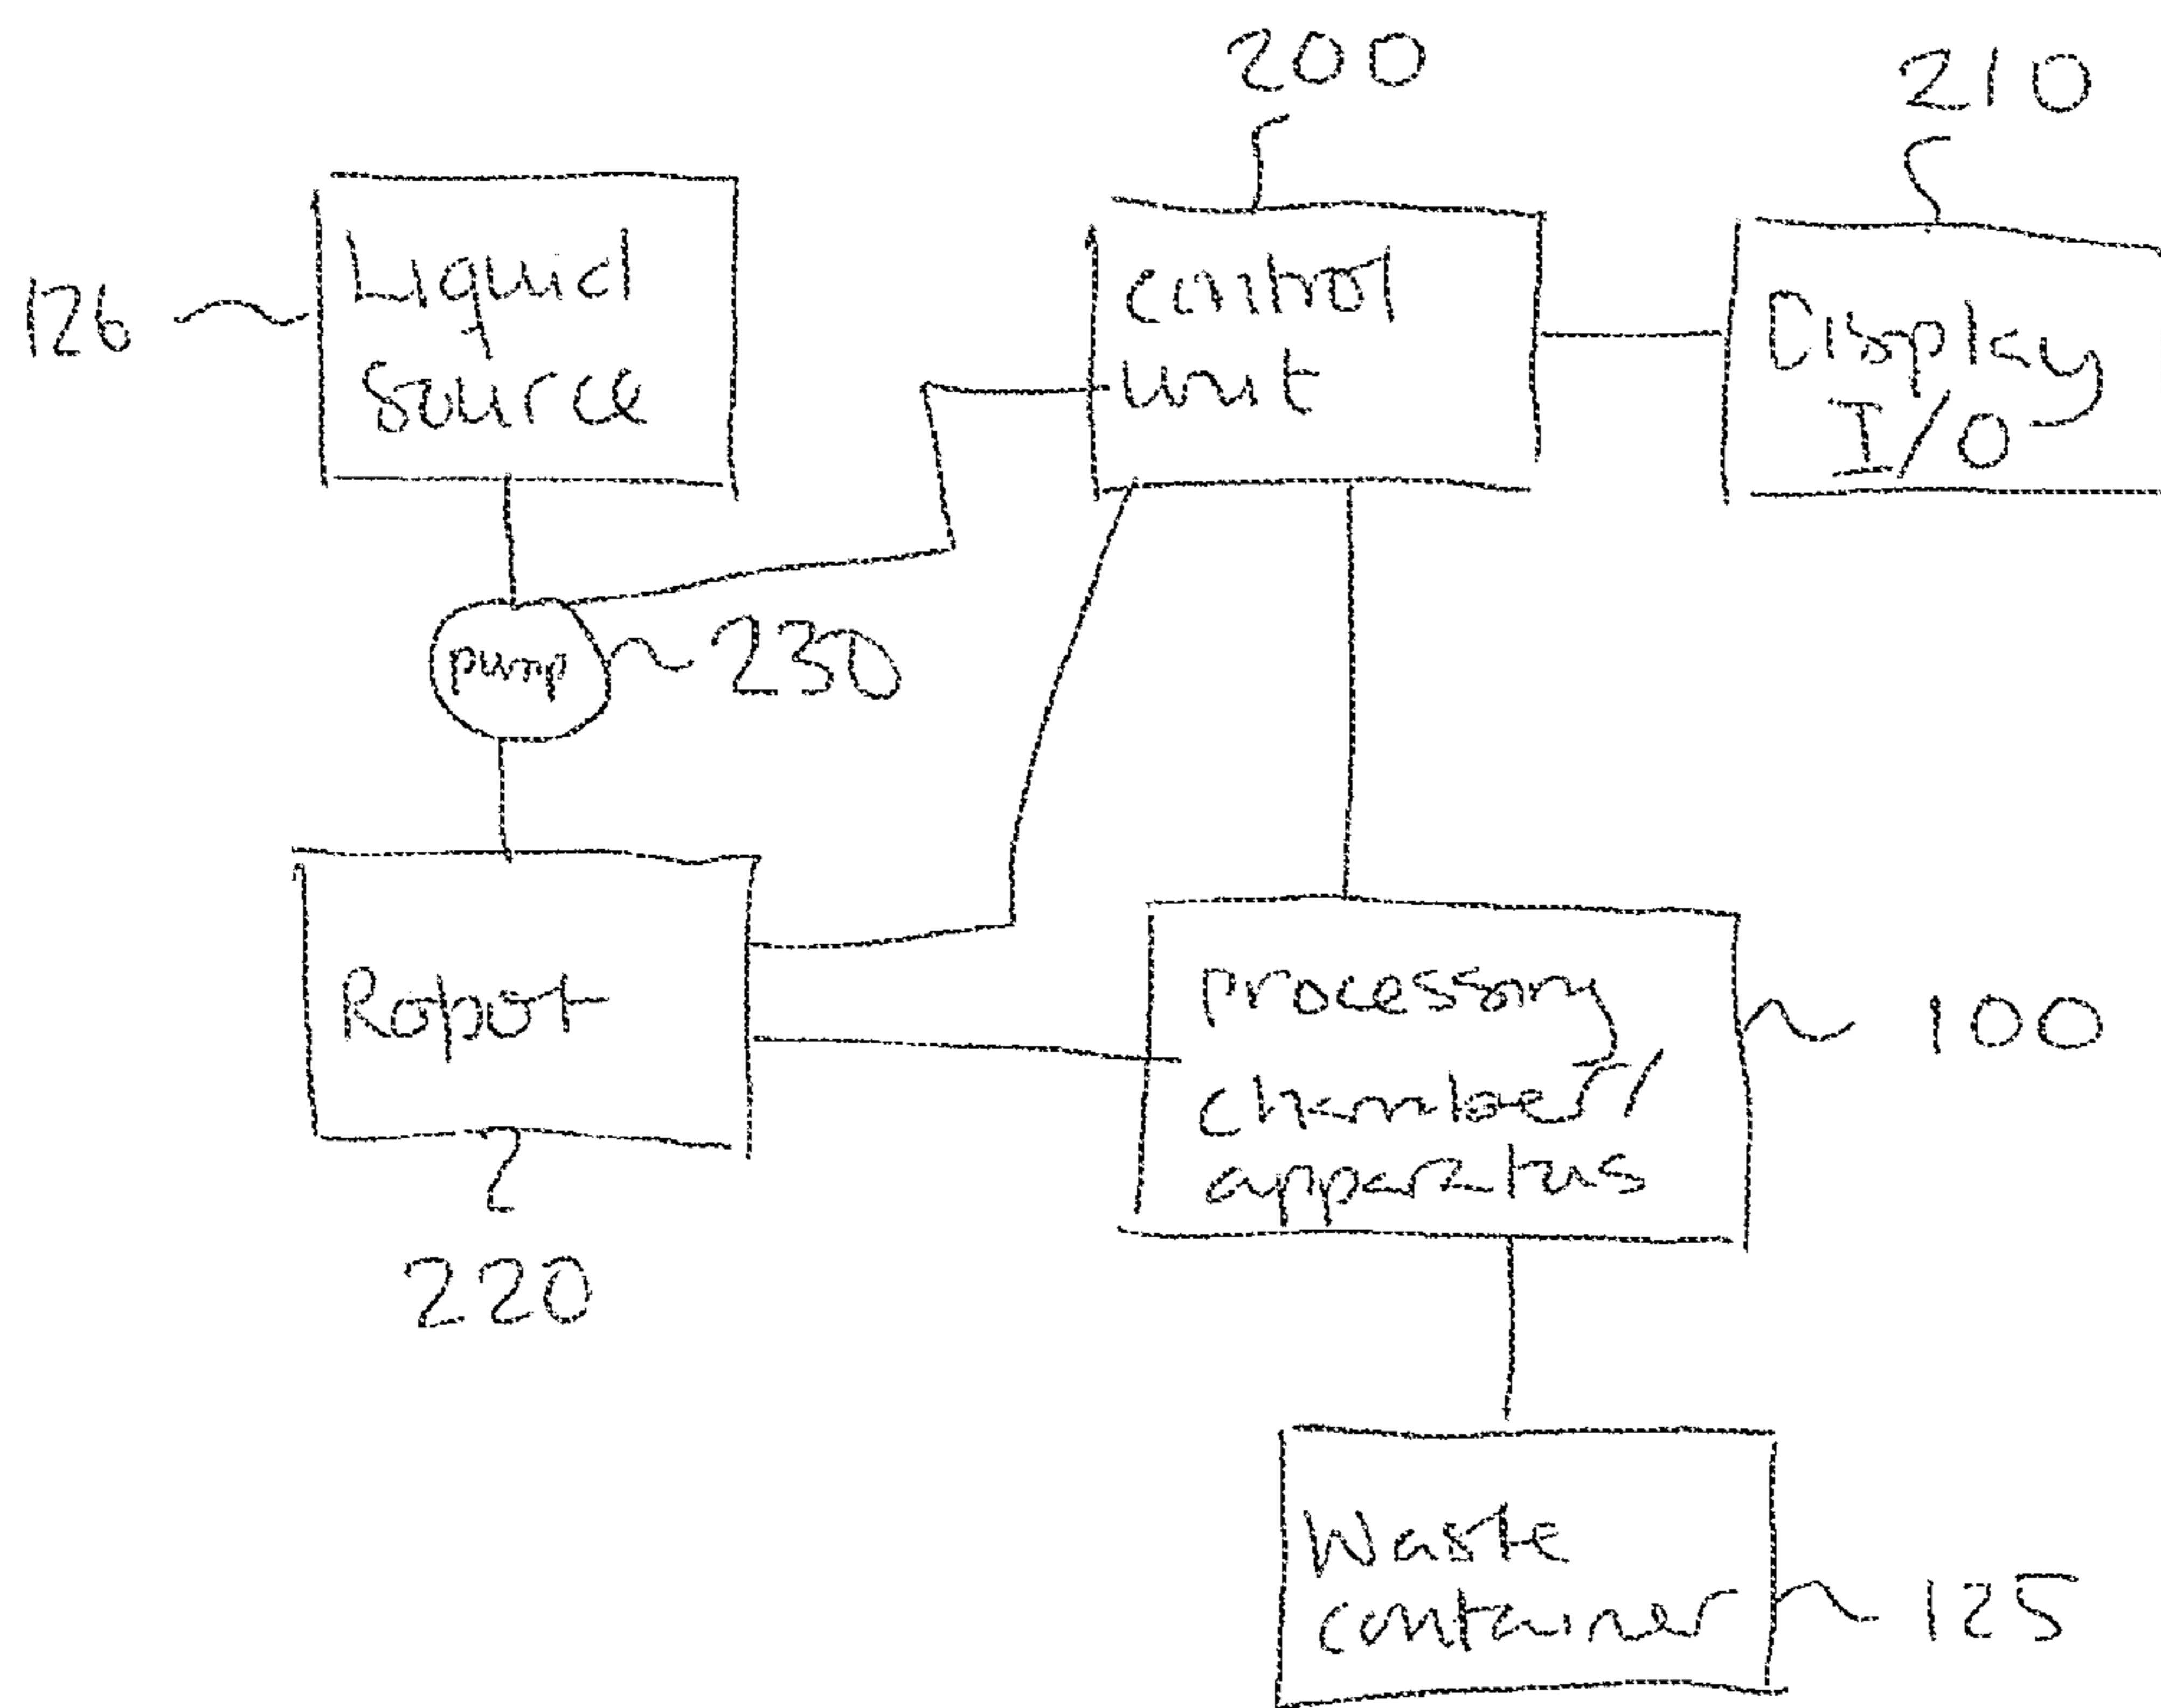 200
210
126
Liquid
Source
control
unit
Display
I/O
pump
230
Robot
220
processing
chamber/
apparatus
100
Waste
container
125